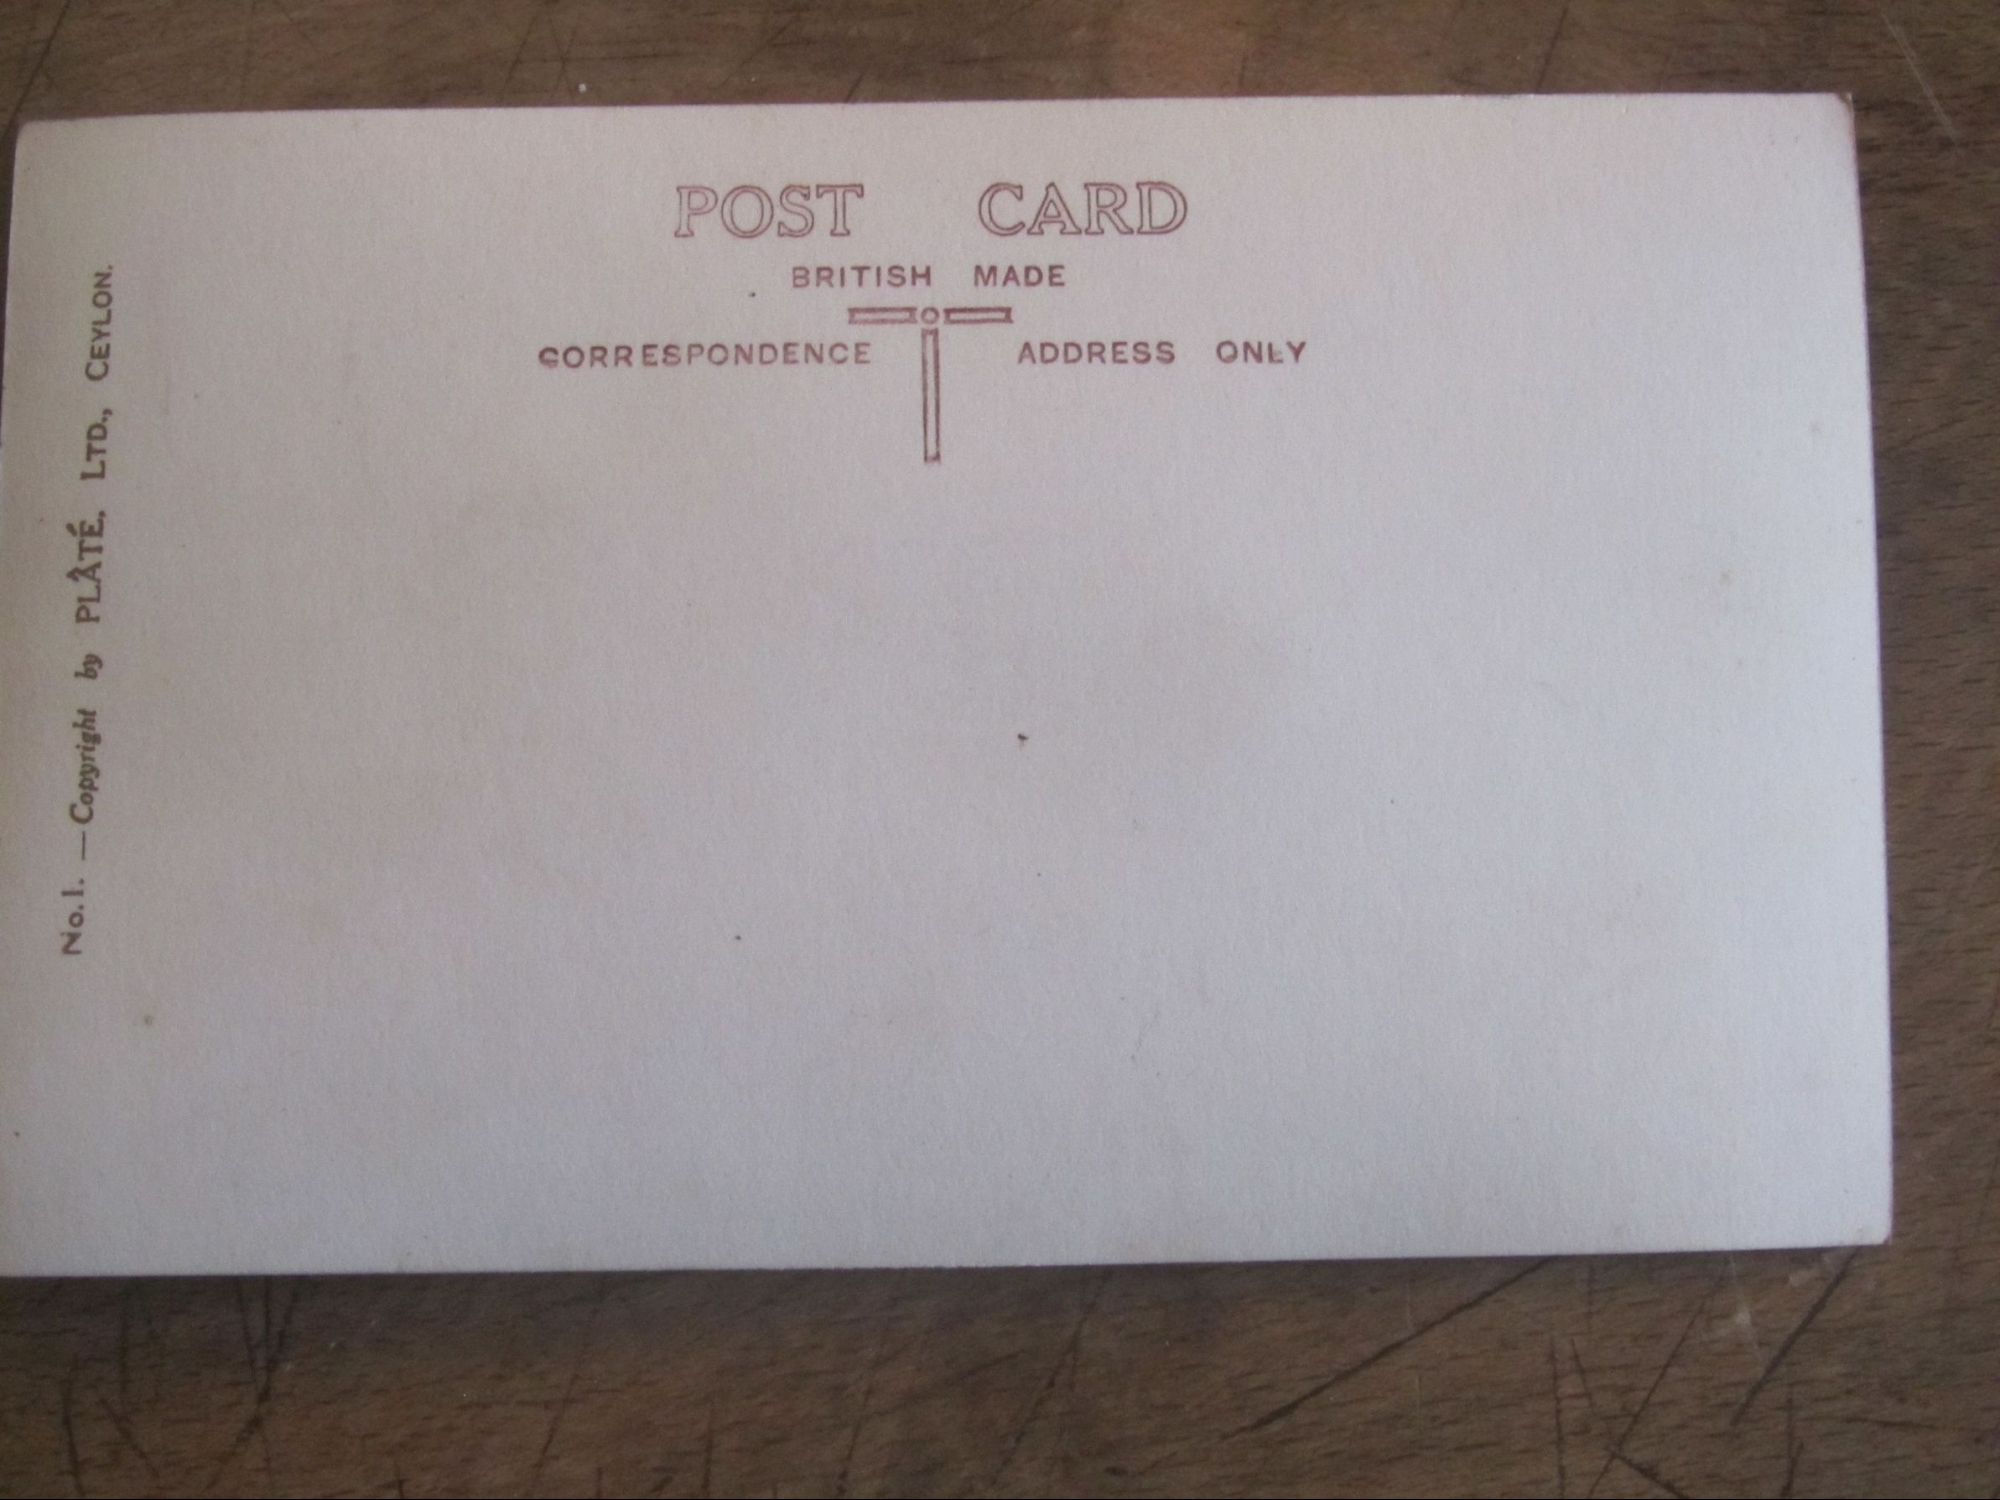 POST CARD
BRITISH MADE
CORRESPONDENCE ADDRESS ONLY
No. 1. —Copyright by PLÂTÉ, LTD., CEYLON.